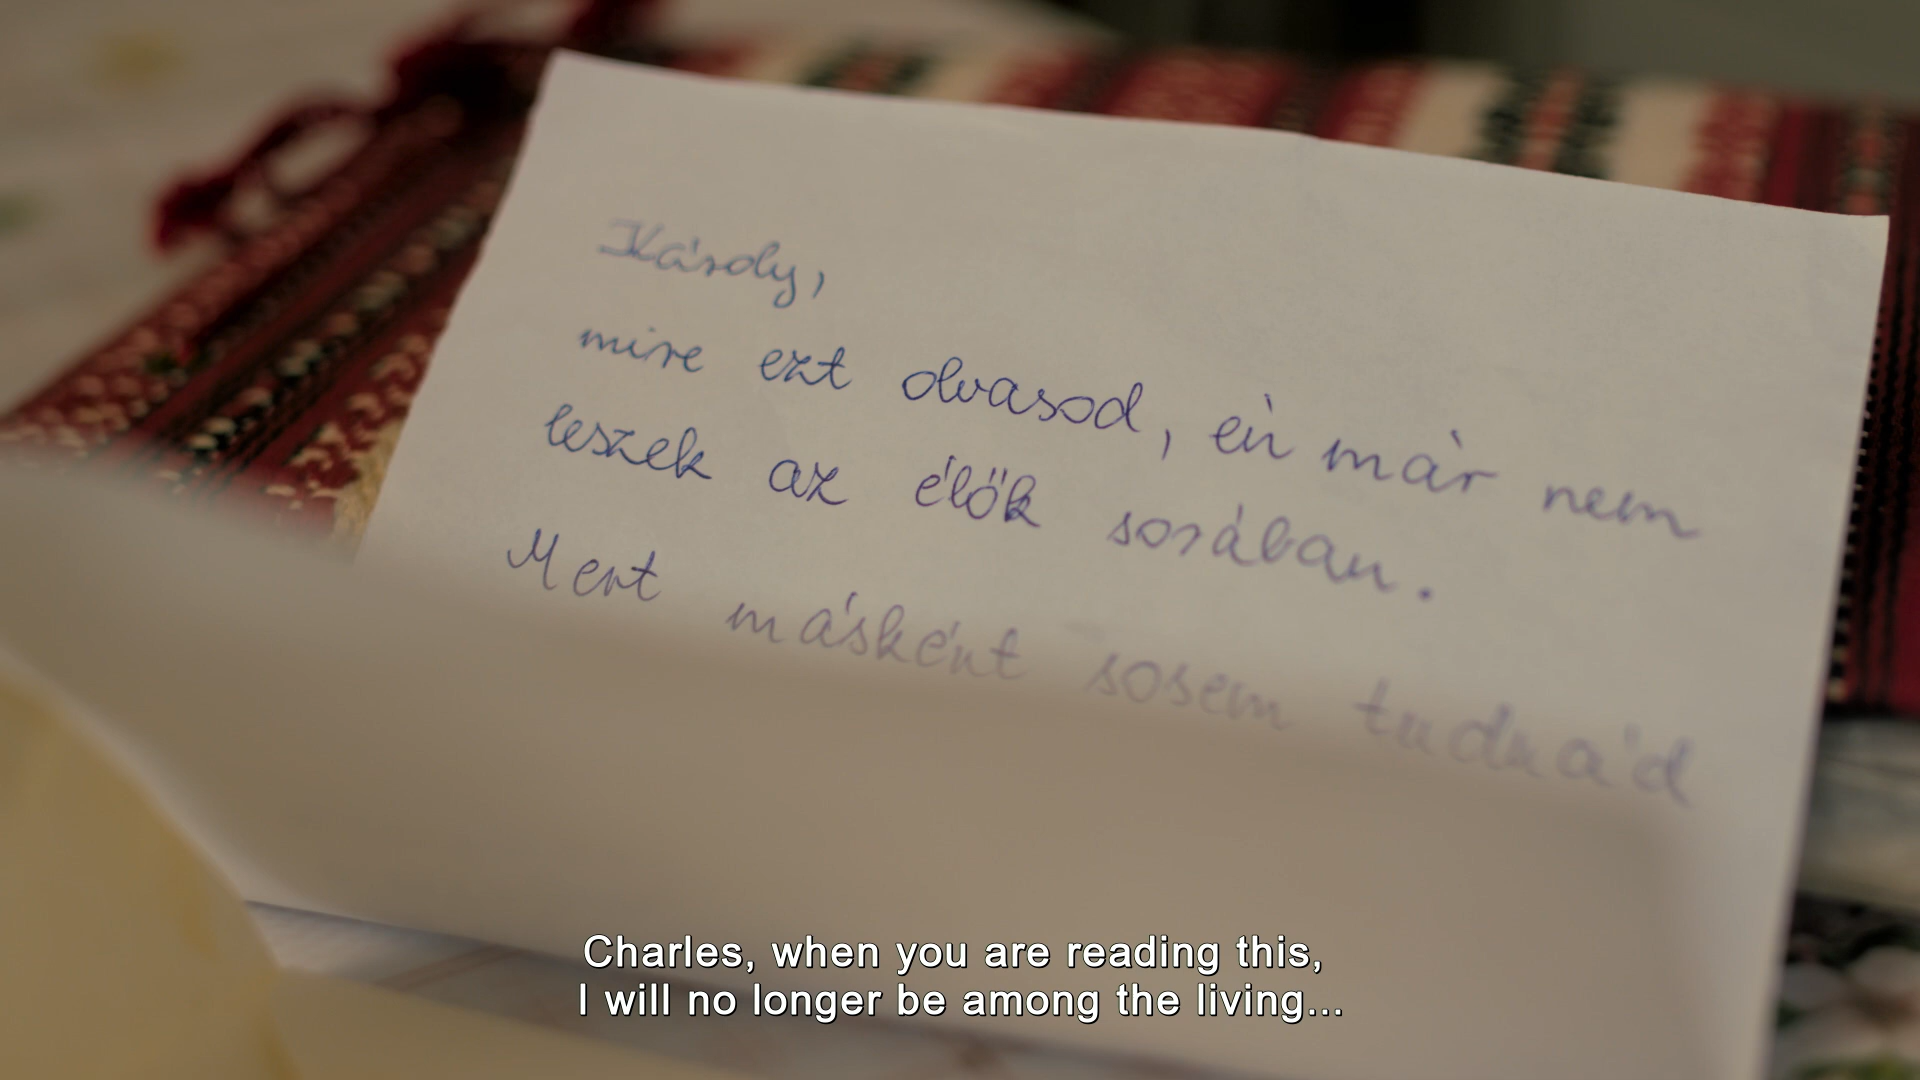 Károly,
mire ezt olvasod, én már nem
leszek az élők sorában.
Mert másként sosem tudnád
Charles, when you are reading this,
I will no longer be among the living...